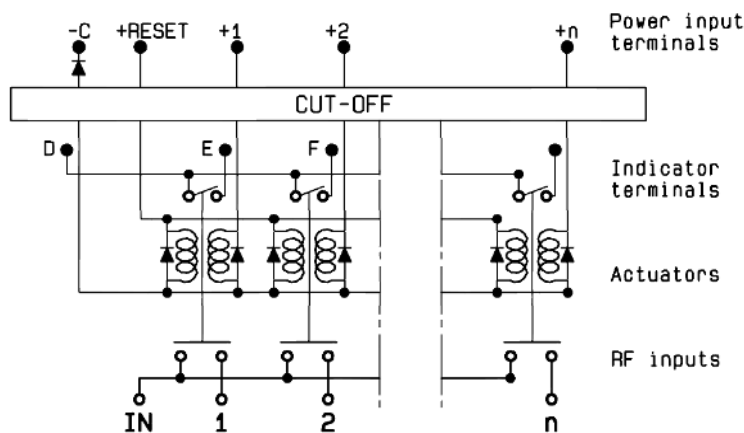 -C +RESET +1 +2 +n Power input
terminals
CUT-OFF
D E F Indicator
terminals
Actuators
RF inputs
IN 1 2 n